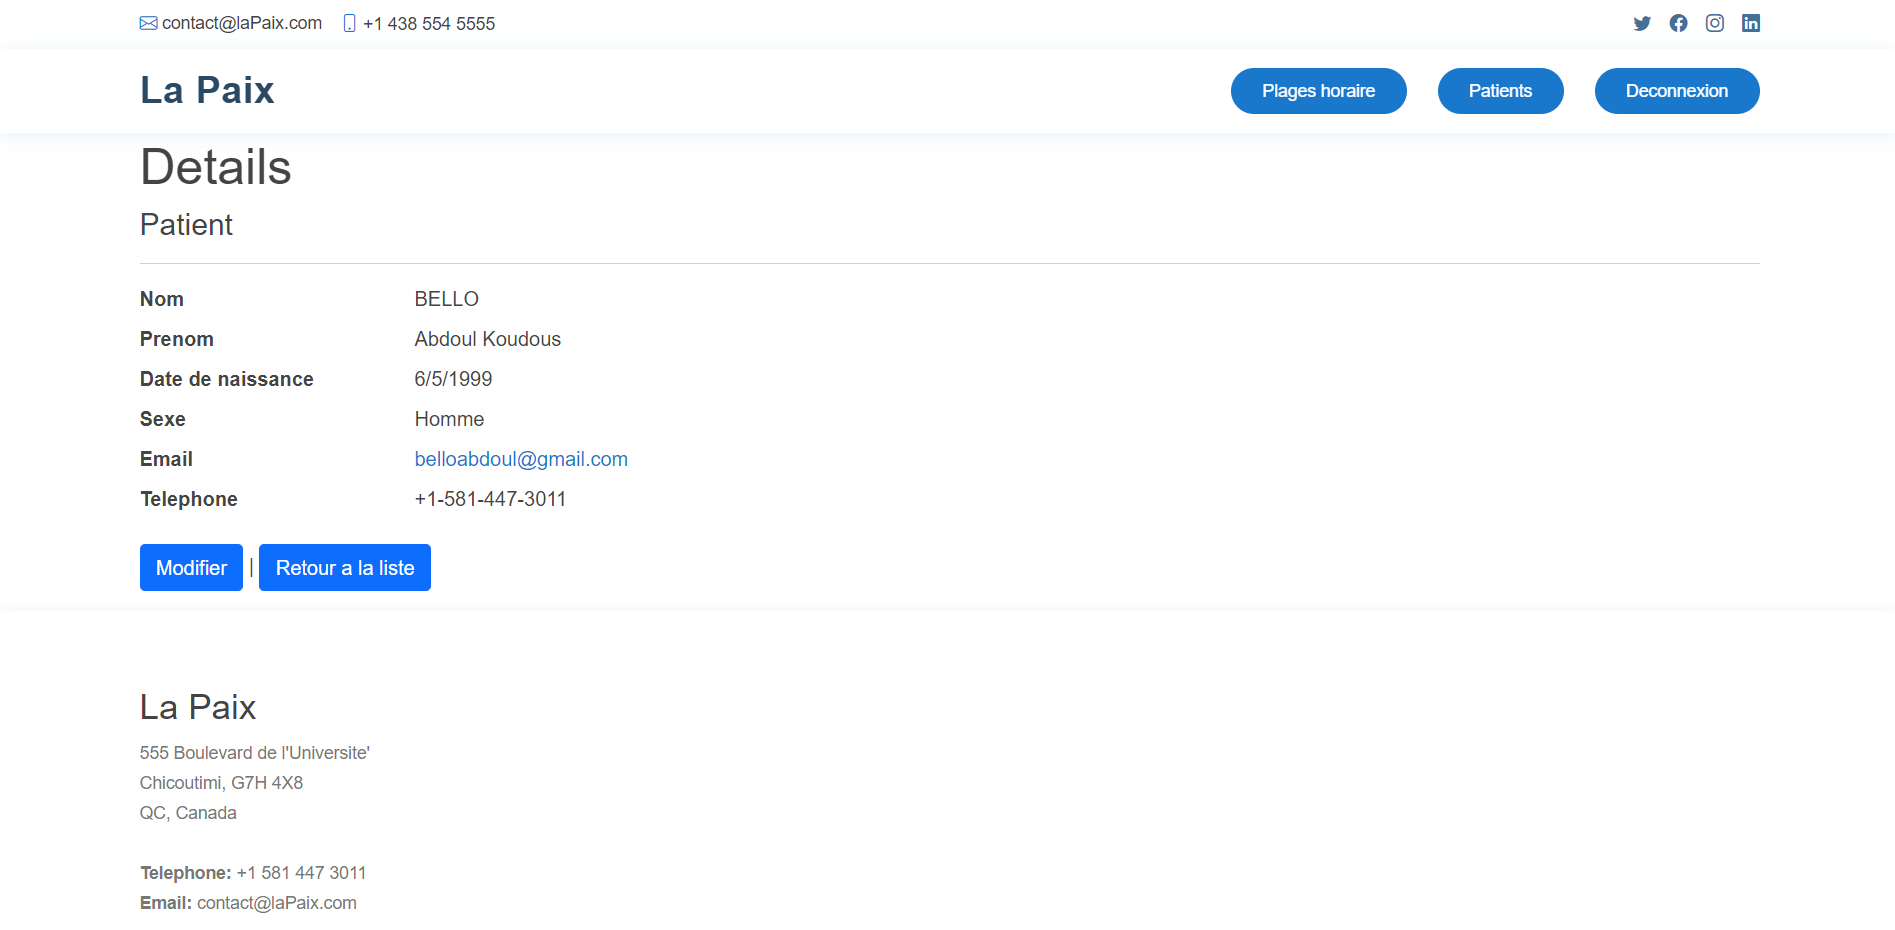 contact@laPaix.com +1 438 554 5555
La Paix Plages horaire Patients Deconnexion
Details
Patient
Nom BELLO
Prenom Abdoul Koudous
Date de naissance 6/5/1999
Sexe Homme
Email belloabdoul@gmail.com
Telephone +1-581-447-3011
Modifier | Retour a la liste
La Paix
555 Boulevard de l'Universite'
Chicoutimi, G7H 4X8
QC, Canada
Telephone: +1 581 447 3011
Email: contact@laPaix.com